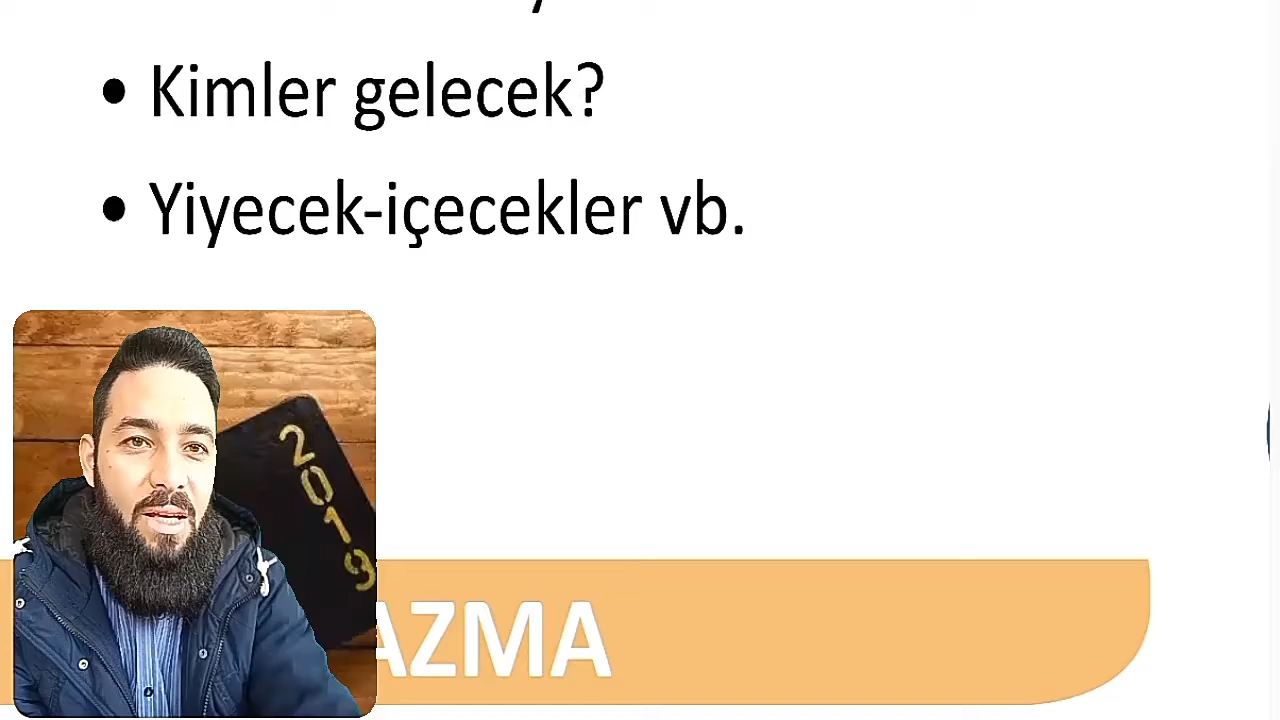 • Kimler gelecek?
• Yiyecek-içecekler vb.
2019
AZMA